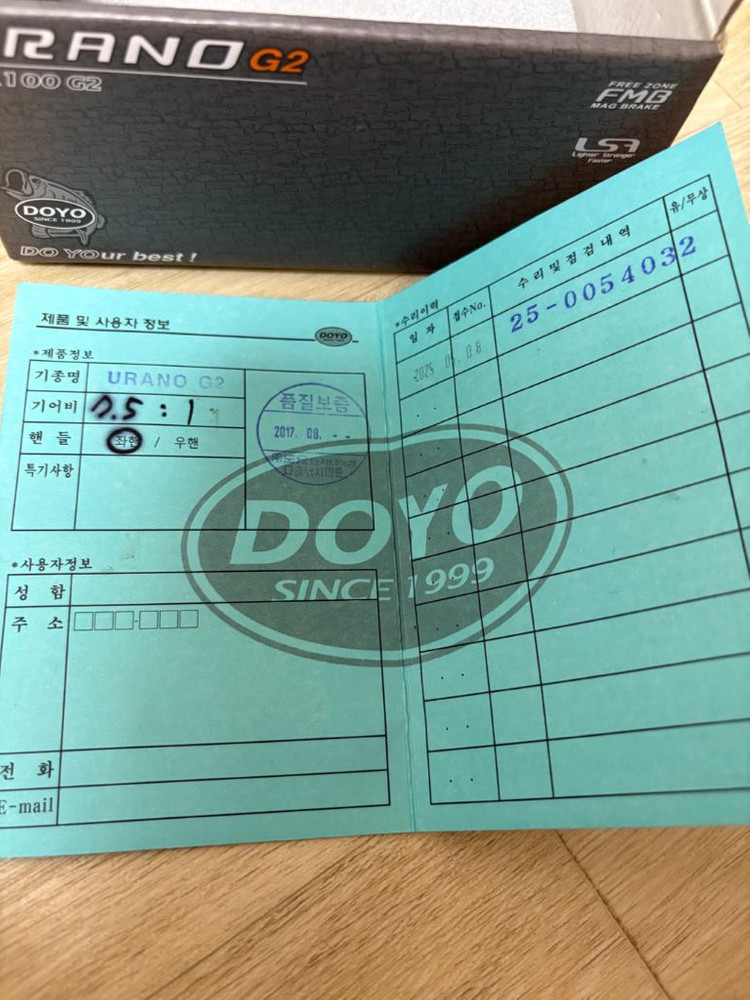 RANO G2
100 G2
FREE ZONE
FMB
MAG BRAKE
LSF
Lighter Stronger
Faster
DOYO
SINCE 1999
DO YOur best !
제품 및 사용자 정보
DOYO
*제품정보
기종명 URANO G2
기어비 7.5 : 1
핸 들 좌핸 / 우핸
특기사항
품질보증
2017. 08. - -
*사용자정보
성 함
주 소
전 화
E-mail
*수리이력
일 자 접수No. 수 리 및 점 검 내 역 유/무상
25-0054032
2025 .08
DOYO
SINCE 1999